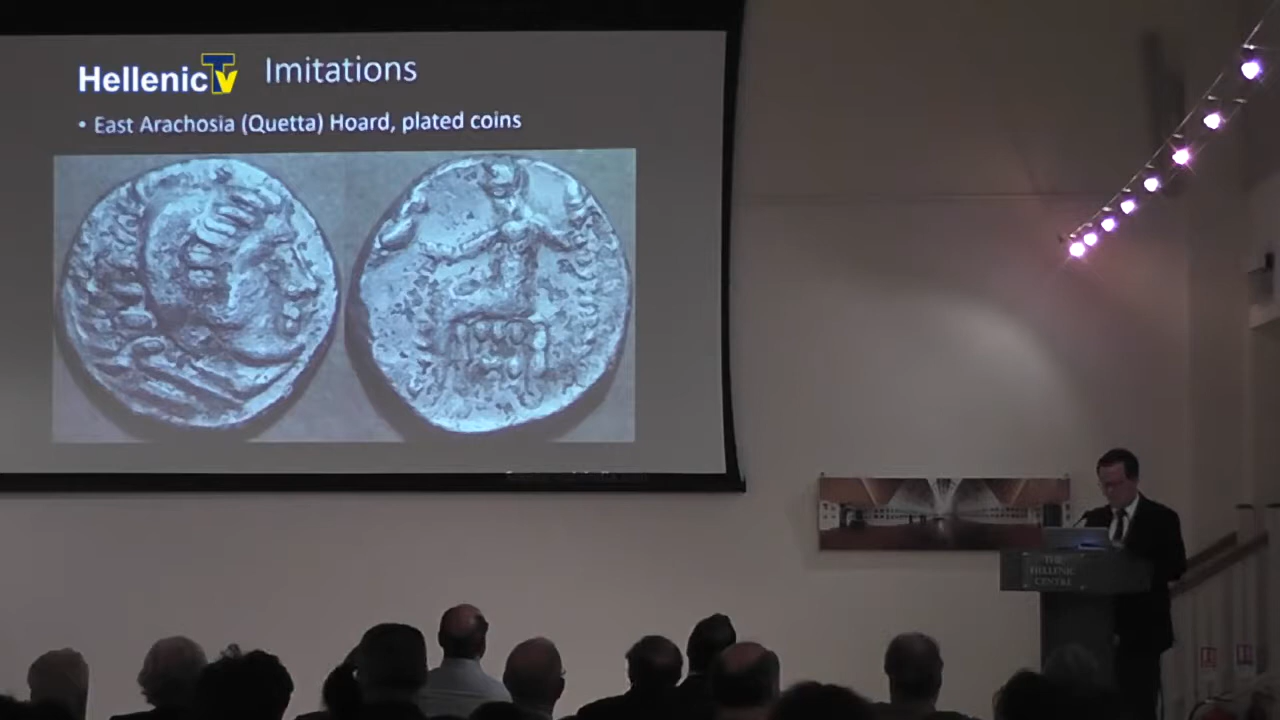 HellenicTv
Imitations
• East Arachosia (Quetta) Hoard, plated coins
THE
HELLENIC
CENTRE